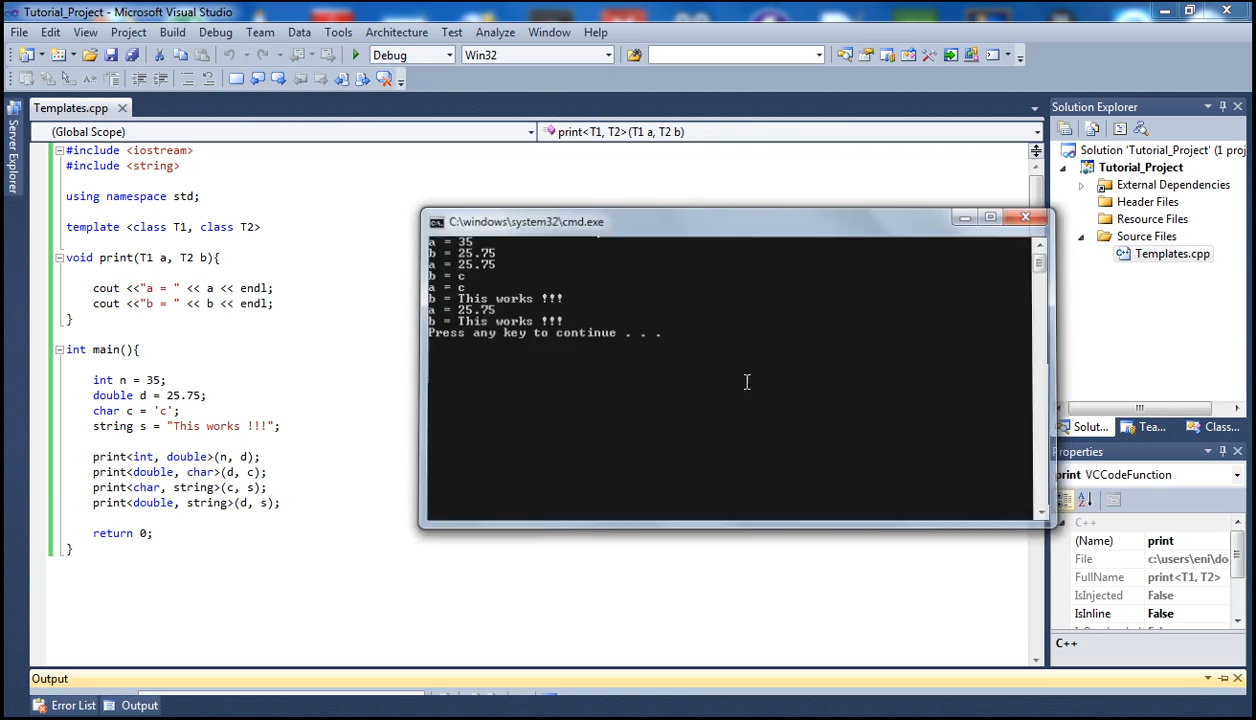 Tutorial_Project - Microsoft Visual Studio
File Edit View Project Build Debug Team Data Tools Architecture Test Analyze Window Help
Debug Win32
Server Explorer
Templates.cpp
(Global Scope)
print<T1, T2>(T1 a, T2 b)
#include <iostream>
#include <string>
using namespace std;
template <class T1, class T2>
void print(T1 a, T2 b){
cout <<"a = " << a << endl;
cout <<"b = " << b << endl;
}
int main(){
int n = 35;
double d = 25.75;
char c = 'c';
string s = "This works !!!";
print<int, double>(n, d);
print<double, char>(d, c);
print<char, string>(c, s);
print<double, string>(d, s);
return 0;
}
C:\windows\system32\cmd.exe
a = 35
b = 25.75
a = 25.75
b = c
a = c
b = This works !!!
a = 25.75
b = This works !!!
Press any key to continue . . .
Solution Explorer
Solution 'Tutorial_Project' (1 proj
Tutorial_Project
External Dependencies
Header Files
Resource Files
Source Files
Templates.cpp
Solut... Tea... Class...
Properties
print VCCodeFunction
C++
(Name) print
File c:\users\eni\do
FullName print<T1, T2>
IsInjected False
IsInline False
C++
Output
Error List Output